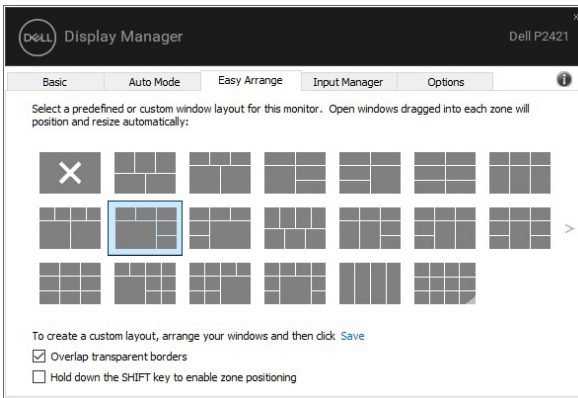 DELL Display Manager
Dell P2421
Basic
Auto Mode
Easy Arrange
Input Manager
Options
Select a predefined or custom window layout for this monitor. Open windows dragged into each zone will
position and resize automatically:
To create a custom layout, arrange your windows and then click Save
Overlap transparent borders
Hold down the SHIFT key to enable zone positioning